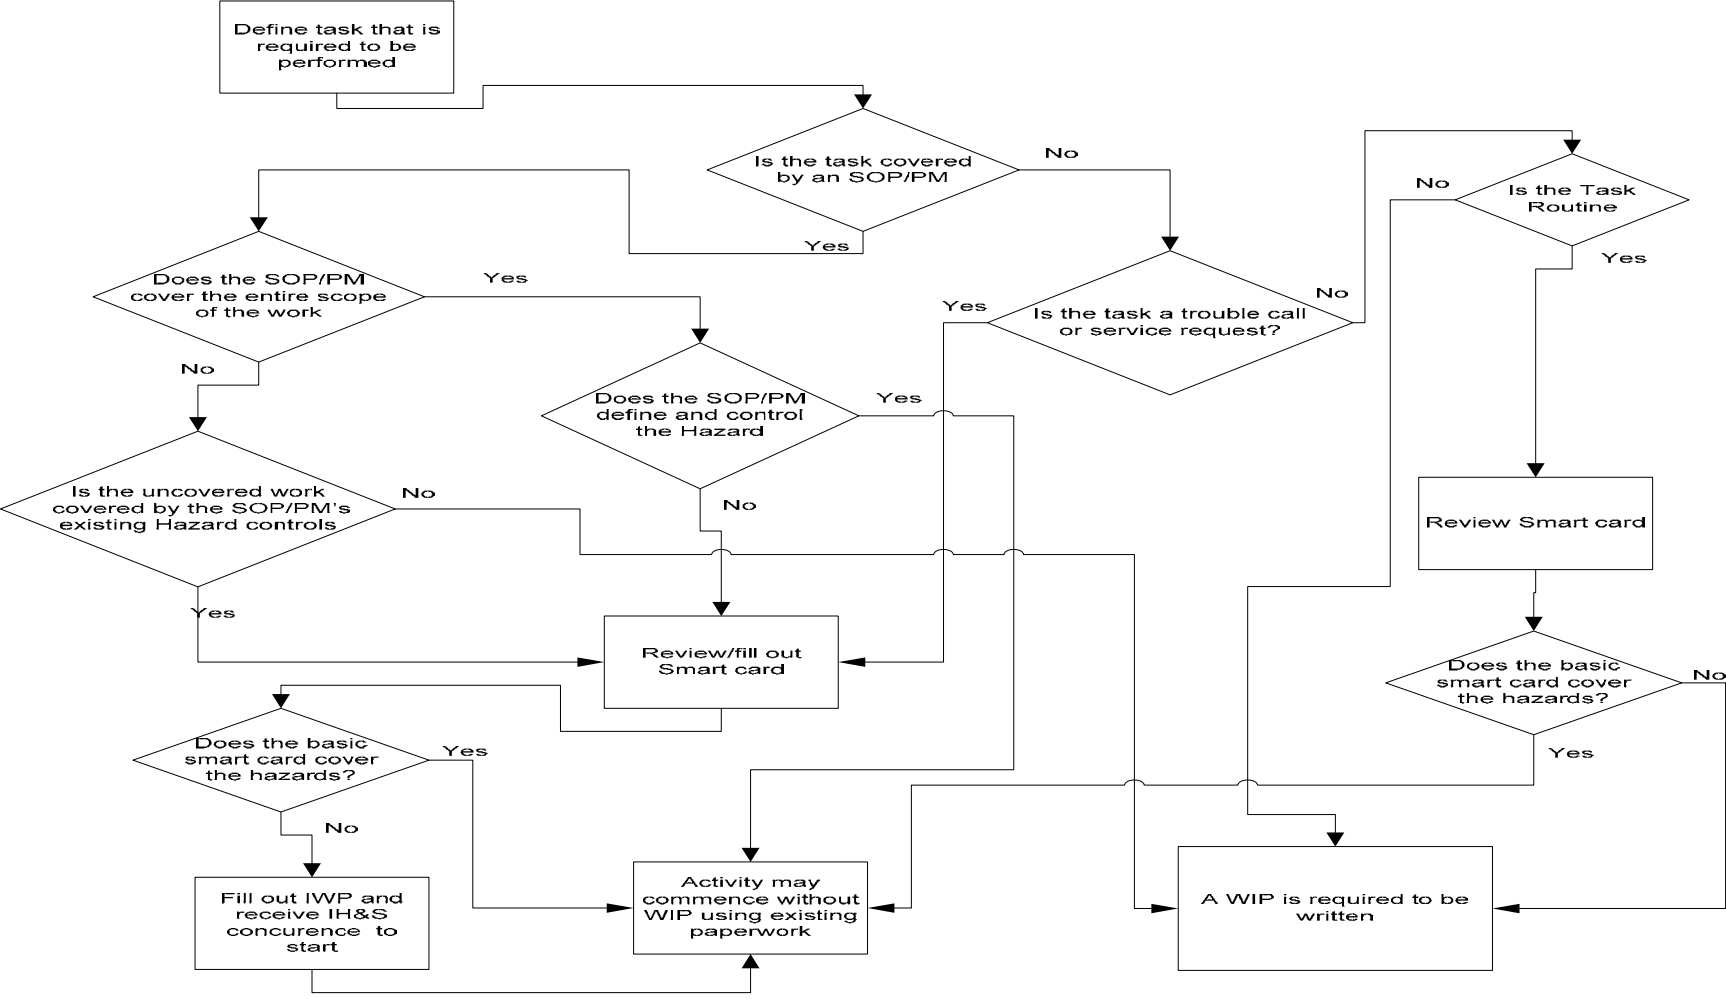 Define task that is
required to be
performed
Is the task covered
by an SOP/PM
No
Yes
No
Is the Task
Routine
Yes
Does the SOP/PM
cover the entire scope
of the work
Yes
No
Yes
Is the task a trouble call
or service request?
No
Does the SOP/PM
define and control
the Hazard
Yes
No
Is the uncovered work
covered by the SOP/PM's
existing Hazard controls
No
Yes
Review Smart card
Review/fill out
Smart card
Does the basic
smart card cover
the hazards?
No
Yes
Does the basic
smart card cover
the hazards?
Yes
No
Fill out IWP and
receive IH&S
concurence to
start
Activity may
commence without
WIP using existing
paperwork
A WIP is required to be
written